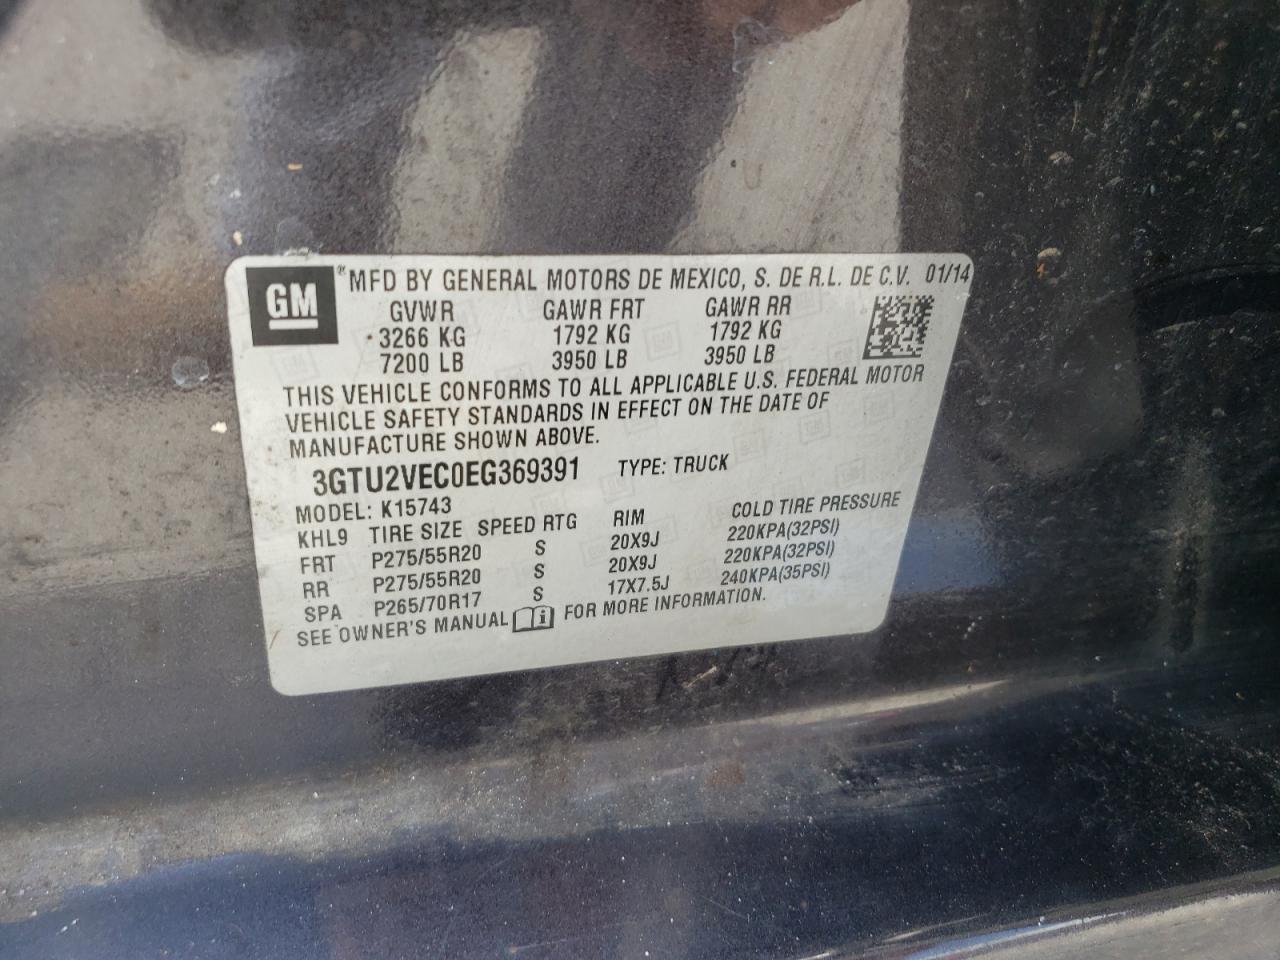 GM® MFD BY GENERAL MOTORS DE MEXICO, S. DE R.L. DE C.V. 01/14
GVWR GAWR FRT GAWR RR
3266 KG 1792 KG 1792 KG
7200 LB 3950 LB 3950 LB
THIS VEHICLE CONFORMS TO ALL APPLICABLE U.S. FEDERAL MOTOR
VEHICLE SAFETY STANDARDS IN EFFECT ON THE DATE OF
MANUFACTURE SHOWN ABOVE.
3GTU2VEC0EG369391 TYPE: TRUCK
MODEL: K15743
KHL9 TIRE SIZE SPEED RTG RIM COLD TIRE PRESSURE
FRT P275/55R20 S 20X9J 220KPA(32PSI)
RR P275/55R20 S 20X9J 220KPA(32PSI)
SPA P265/70R17 S 17X7.5J 240KPA(35PSI)
SEE OWNER'S MANUAL i FOR MORE INFORMATION.